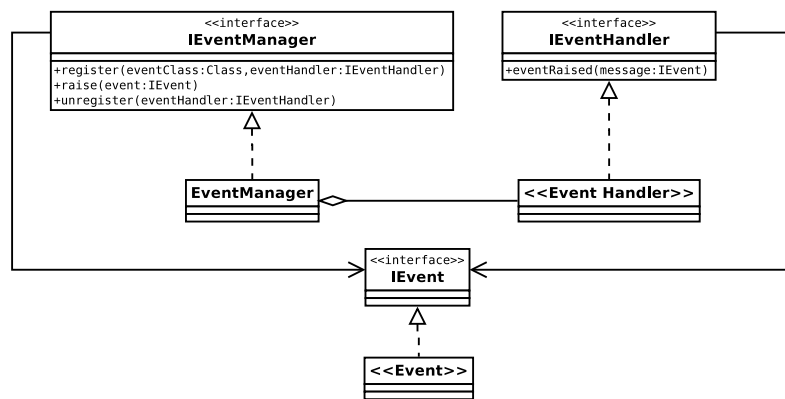 <<interface>>
IEventManager
+register(eventClass:Class,eventHandler:IEventHandler)
+raise(event:IEvent)
+unregister(eventHandler:IEventHandler)
<<interface>>
IEventHandler
+eventRaised(message:IEvent)
EventManager
<<Event Handler>>
<<interface>>
IEvent
<<Event>>